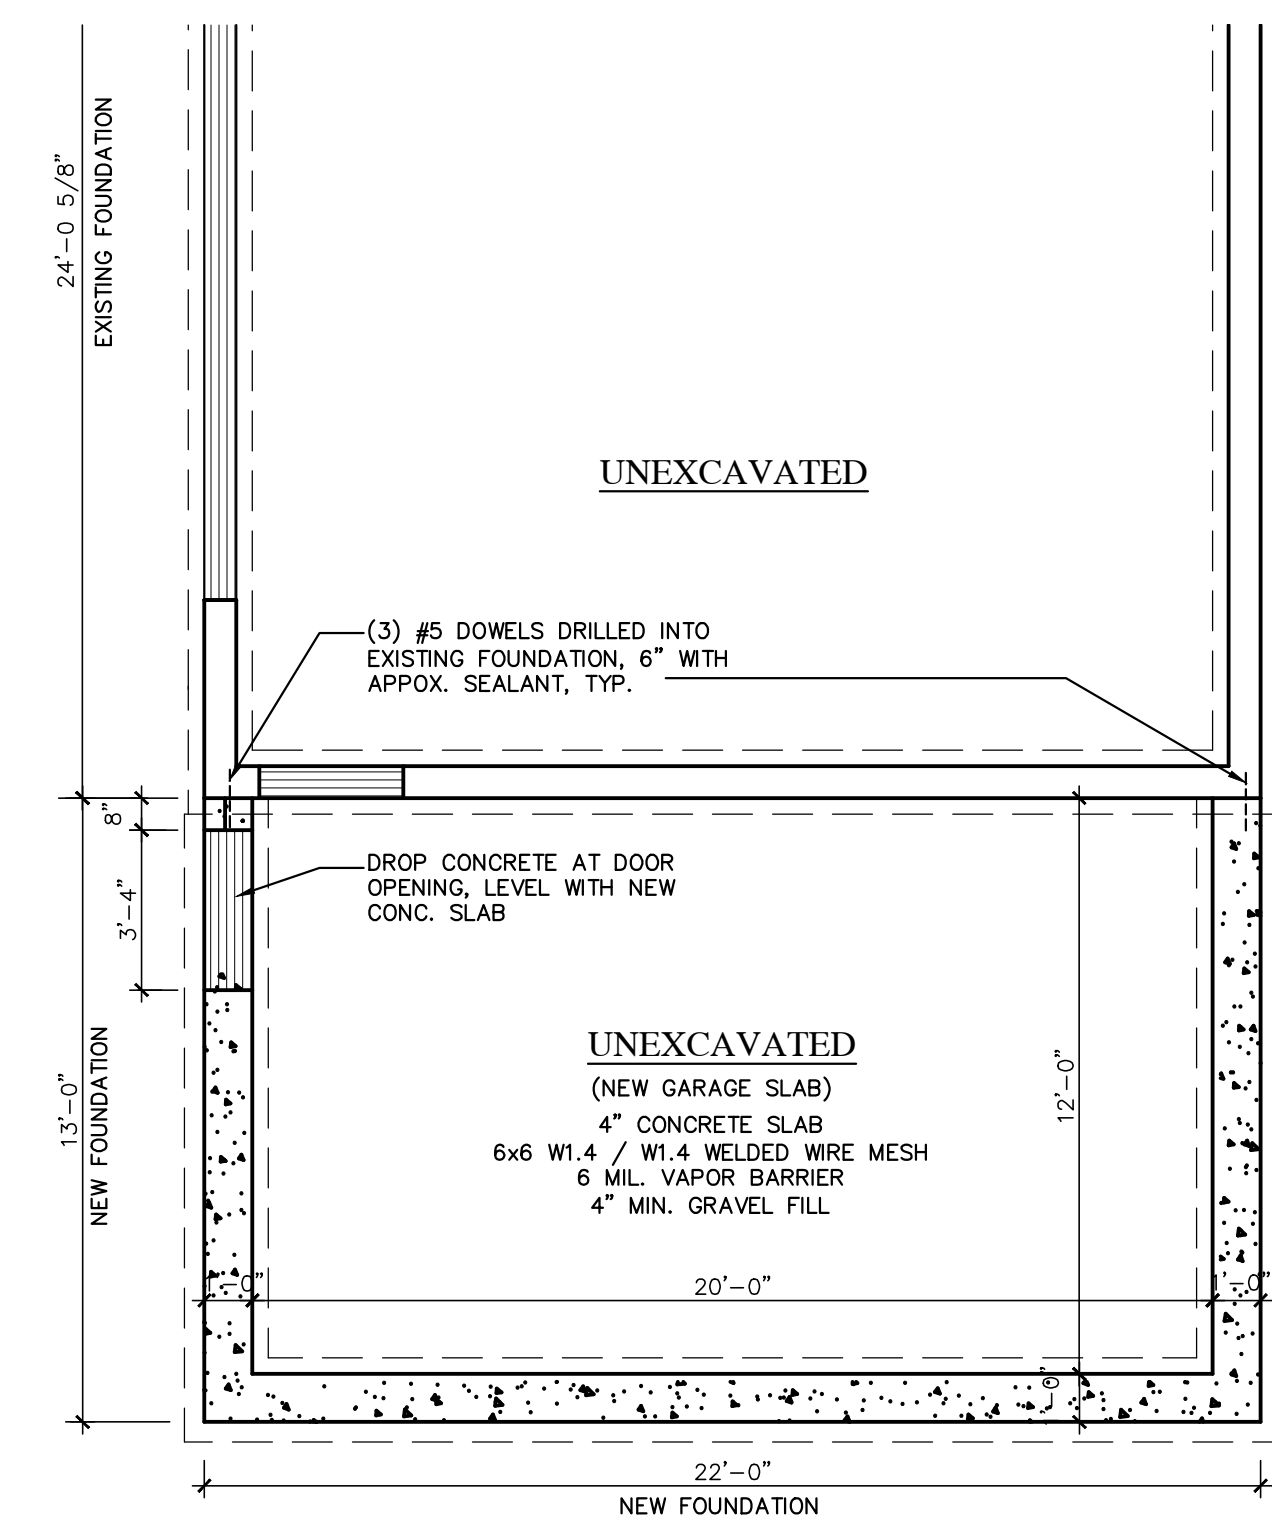 24'-0 5/8"
EXISTING FOUNDATION
UNEXCAVATED
(3) #5 DOWELS DRILLED INTO
EXISTING FOUNDATION, 6" WITH
APPOX. SEALANT, TYP.
8"
3'-4"
DROP CONCRETE AT DOOR
OPENING, LEVEL WITH NEW
CONC. SLAB
13'-0"
NEW FOUNDATION
UNEXCAVATED
(NEW GARAGE SLAB)
4" CONCRETE SLAB
6x6 W1.4 / W1.4 WELDED WIRE MESH
6 MIL. VAPOR BARRIER
4" MIN. GRAVEL FILL
12'-0"
1'-0"
20'-0"
1'-0"
1'-0"
22'-0"
NEW FOUNDATION